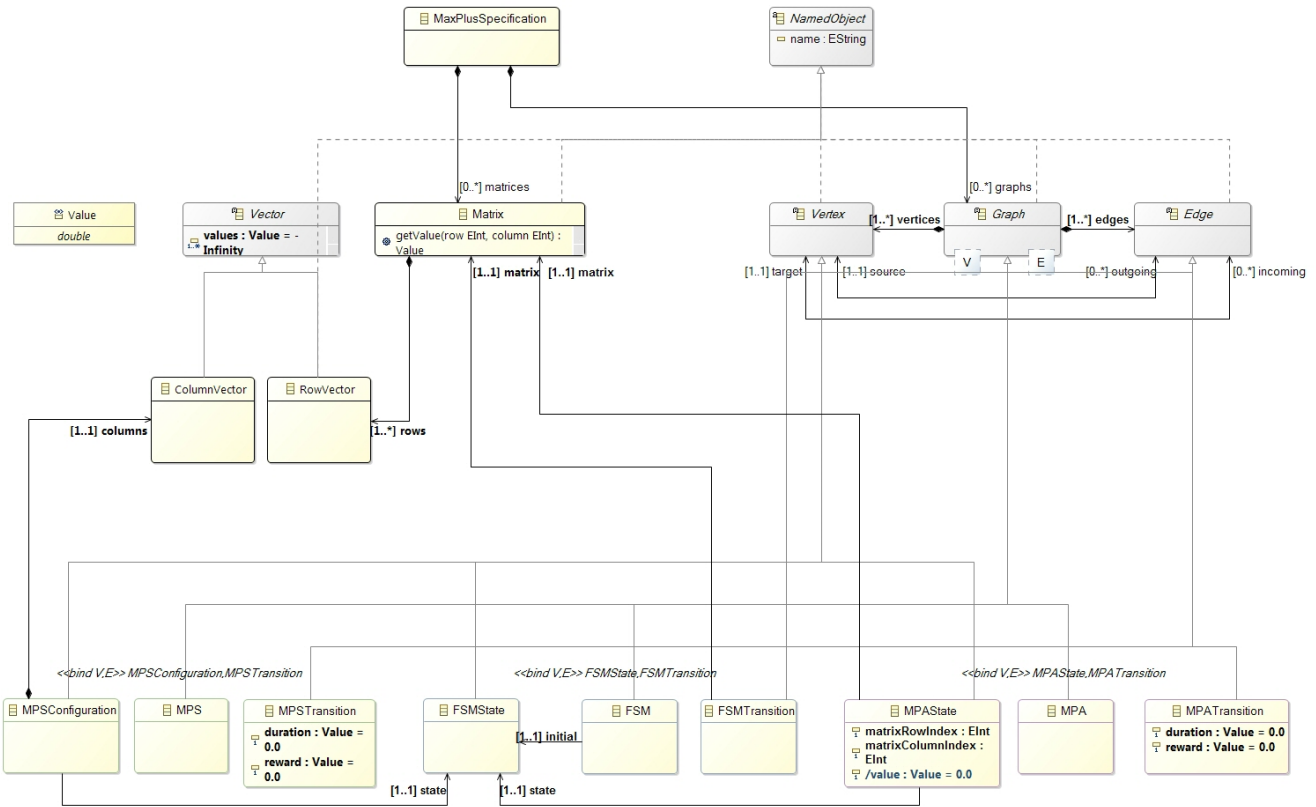 MaxPlusSpecification
NamedObject
name : EString
[0..*] matrices
[0..*] graphs
Value
double
Vector
values : Value = -
Infinity
1..*
Matrix
getValue(row EInt, column EInt) :
Value
Vertex
[1..*] vertices
Graph
[1..*] edges
Edge
V
E
[1..1] matrix
[1..1] matrix
[1..1] target
[1..1] source
[0..*] outgoing
[0..*] incoming
ColumnVector
RowVector
[1..1] columns
[1..*] rows
<<bind V,E>> MPSConfiguration,MPSTransition
<<bind V,E>> FSMState,FSMTransition
<<bind V,E>> MPAState,MPATransition
MPSConfiguration
MPS
MPSTransition
duration : Value =
0.0
reward : Value =
0.0
FSMState
[1..1] initial
FSM
FSMTransition
MPAState
matrixRowIndex : EInt
matrixColumnIndex :
EInt
/value : Value = 0.0
MPA
MPATransition
duration : Value = 0.0
reward : Value = 0.0
[1..1] state
[1..1] state